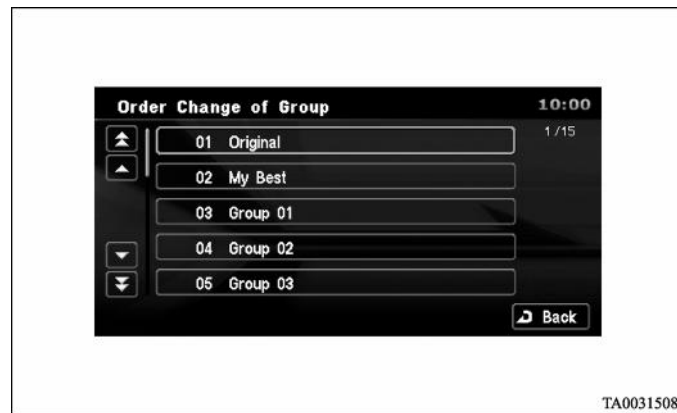 Order Change of Group 10:00
1/15
01 Original
02 My Best
03 Group 01
04 Group 02
05 Group 03
Back
TA0031508